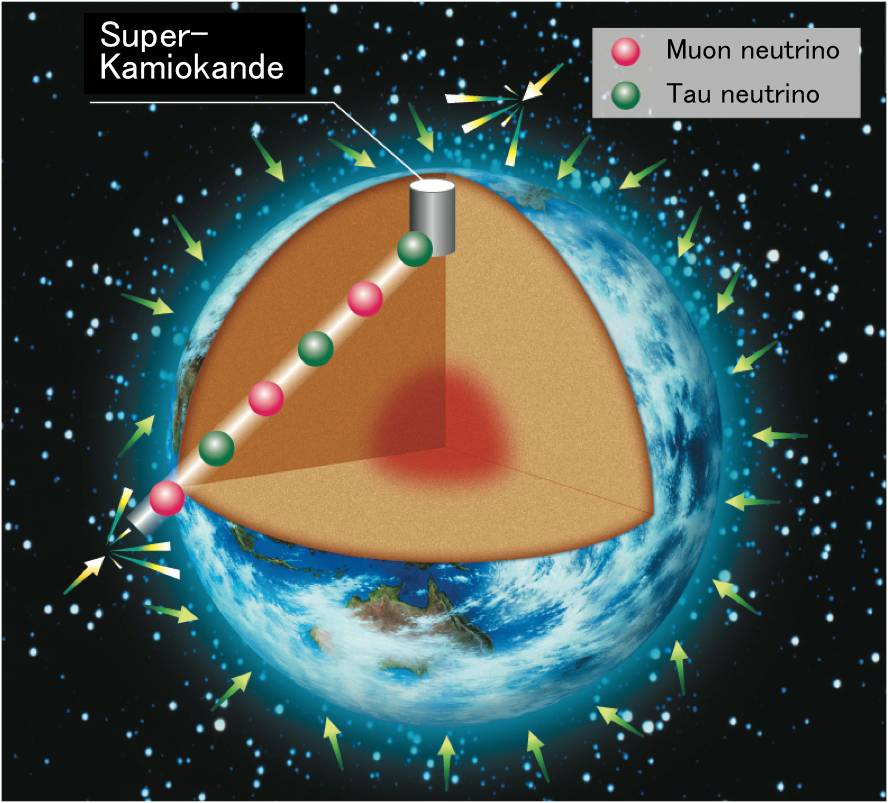 Super-
Kamiokande
Muon neutrino
Tau neutrino